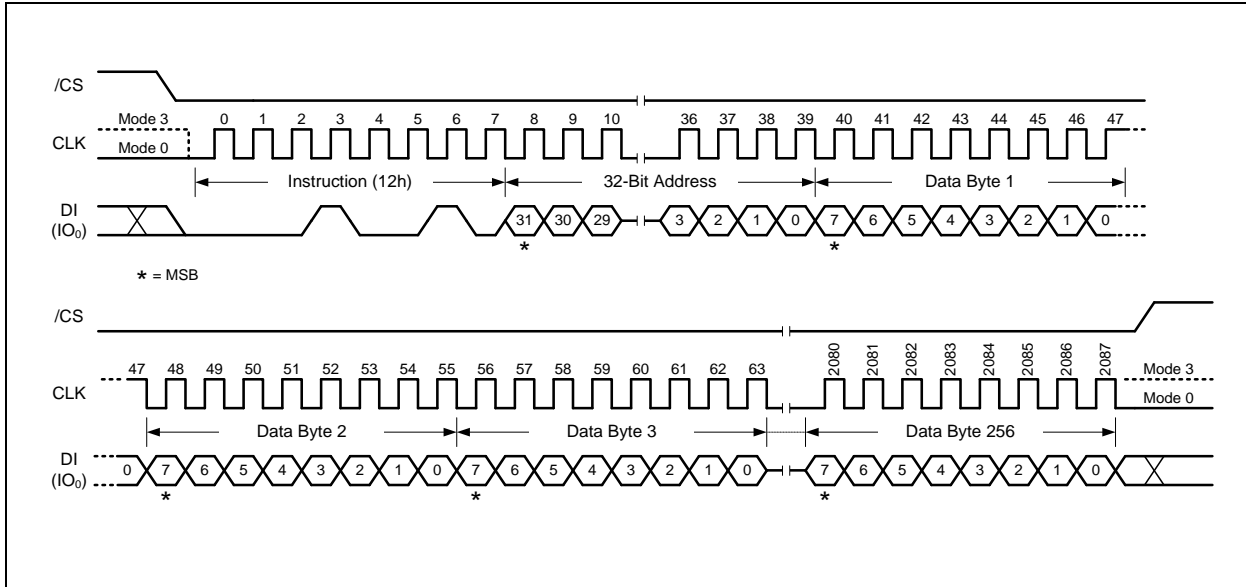 /CS
Mode 3 0 1 2 3 4 5 6 7 8 9 10 36 37 38 39 40 41 42 43 44 45 46 47
CLK
Mode 0
Instruction (12h) 32-Bit Address Data Byte 1
DI
(IO₀)
31 30 29 3 2 1 0 7 6 5 4 3 2 1 0
* *
* = MSB
/CS
47 48 49 50 51 52 53 54 55 56 57 58 59 60 61 62 63 2080 2081 2082 2083 2084 2085 2086 2087 Mode 3
CLK
Mode 0
Data Byte 2 Data Byte 3 Data Byte 256
DI
(IO₀)
0 7 6 5 4 3 2 1 0 7 6 5 4 3 2 1 0 7 6 5 4 3 2 1 0
* * *